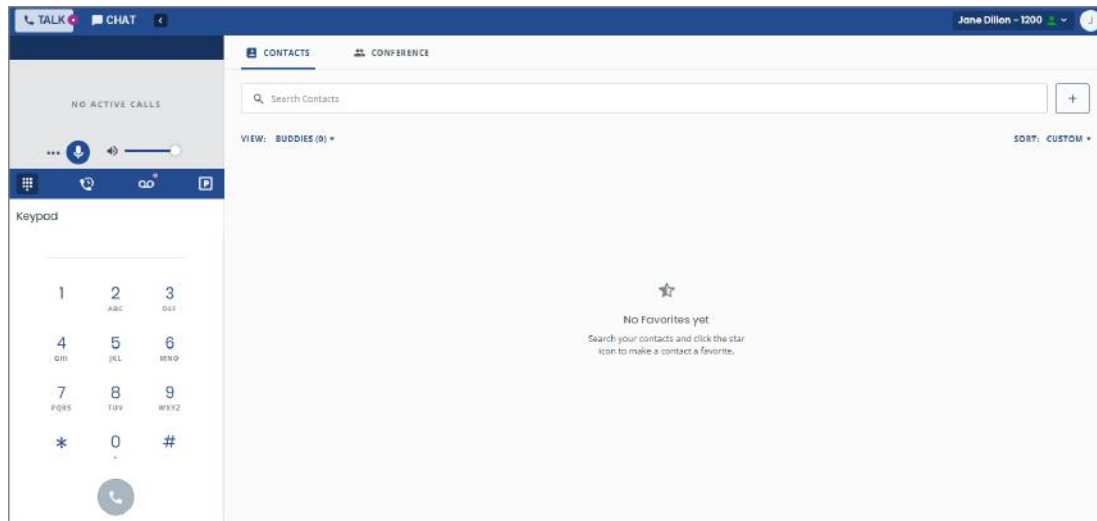 TALK CHAT
Jane Dillon - 1200
J
CONTACTS CONFERENCE
NO ACTIVE CALLS
Search Contacts
+
VIEW: BUDDIES (0)
SORT: CUSTOM
P
Keypad
1 2 3
ABC DEF
4 5 6
GHI JKL MNO
7 8 9
PQRS TUV WXYZ
* 0 #
+
No Favorites yet
Search your contacts and click the star
icon to make a contact a favorite.